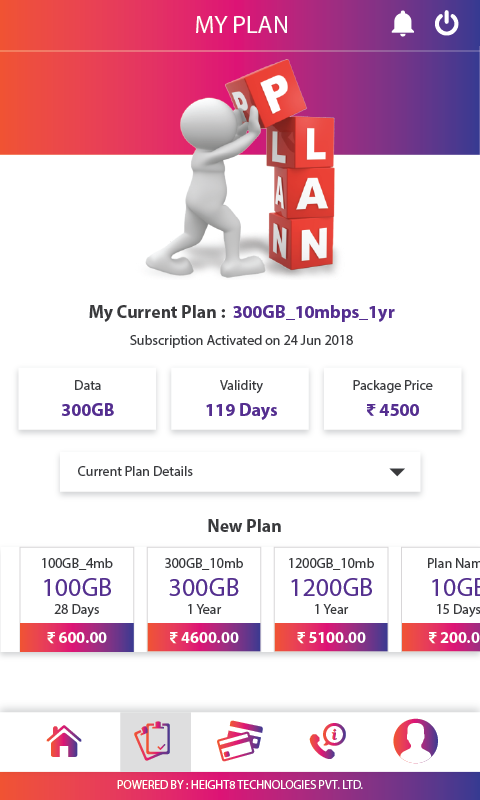 MY PLAN
P
L L
A A
N N
My Current Plan : 300GB_10mbps_1yr
Subscription Activated on 24 Jun 2018
Data Validity Package Price
300GB 119 Days ₹ 4500
Current Plan Details
New Plan
100GB_4mb 300GB_10mb 1200GB_10mb Plan Nam
100GB 300GB 1200GB 10GB
28 Days 1 Year 1 Year 15 Days
₹ 600.00 ₹ 4600.00 ₹ 5100.00 ₹ 200.0
POWERED BY : HEIGHT8 TECHNOLOGIES PVT. LTD.